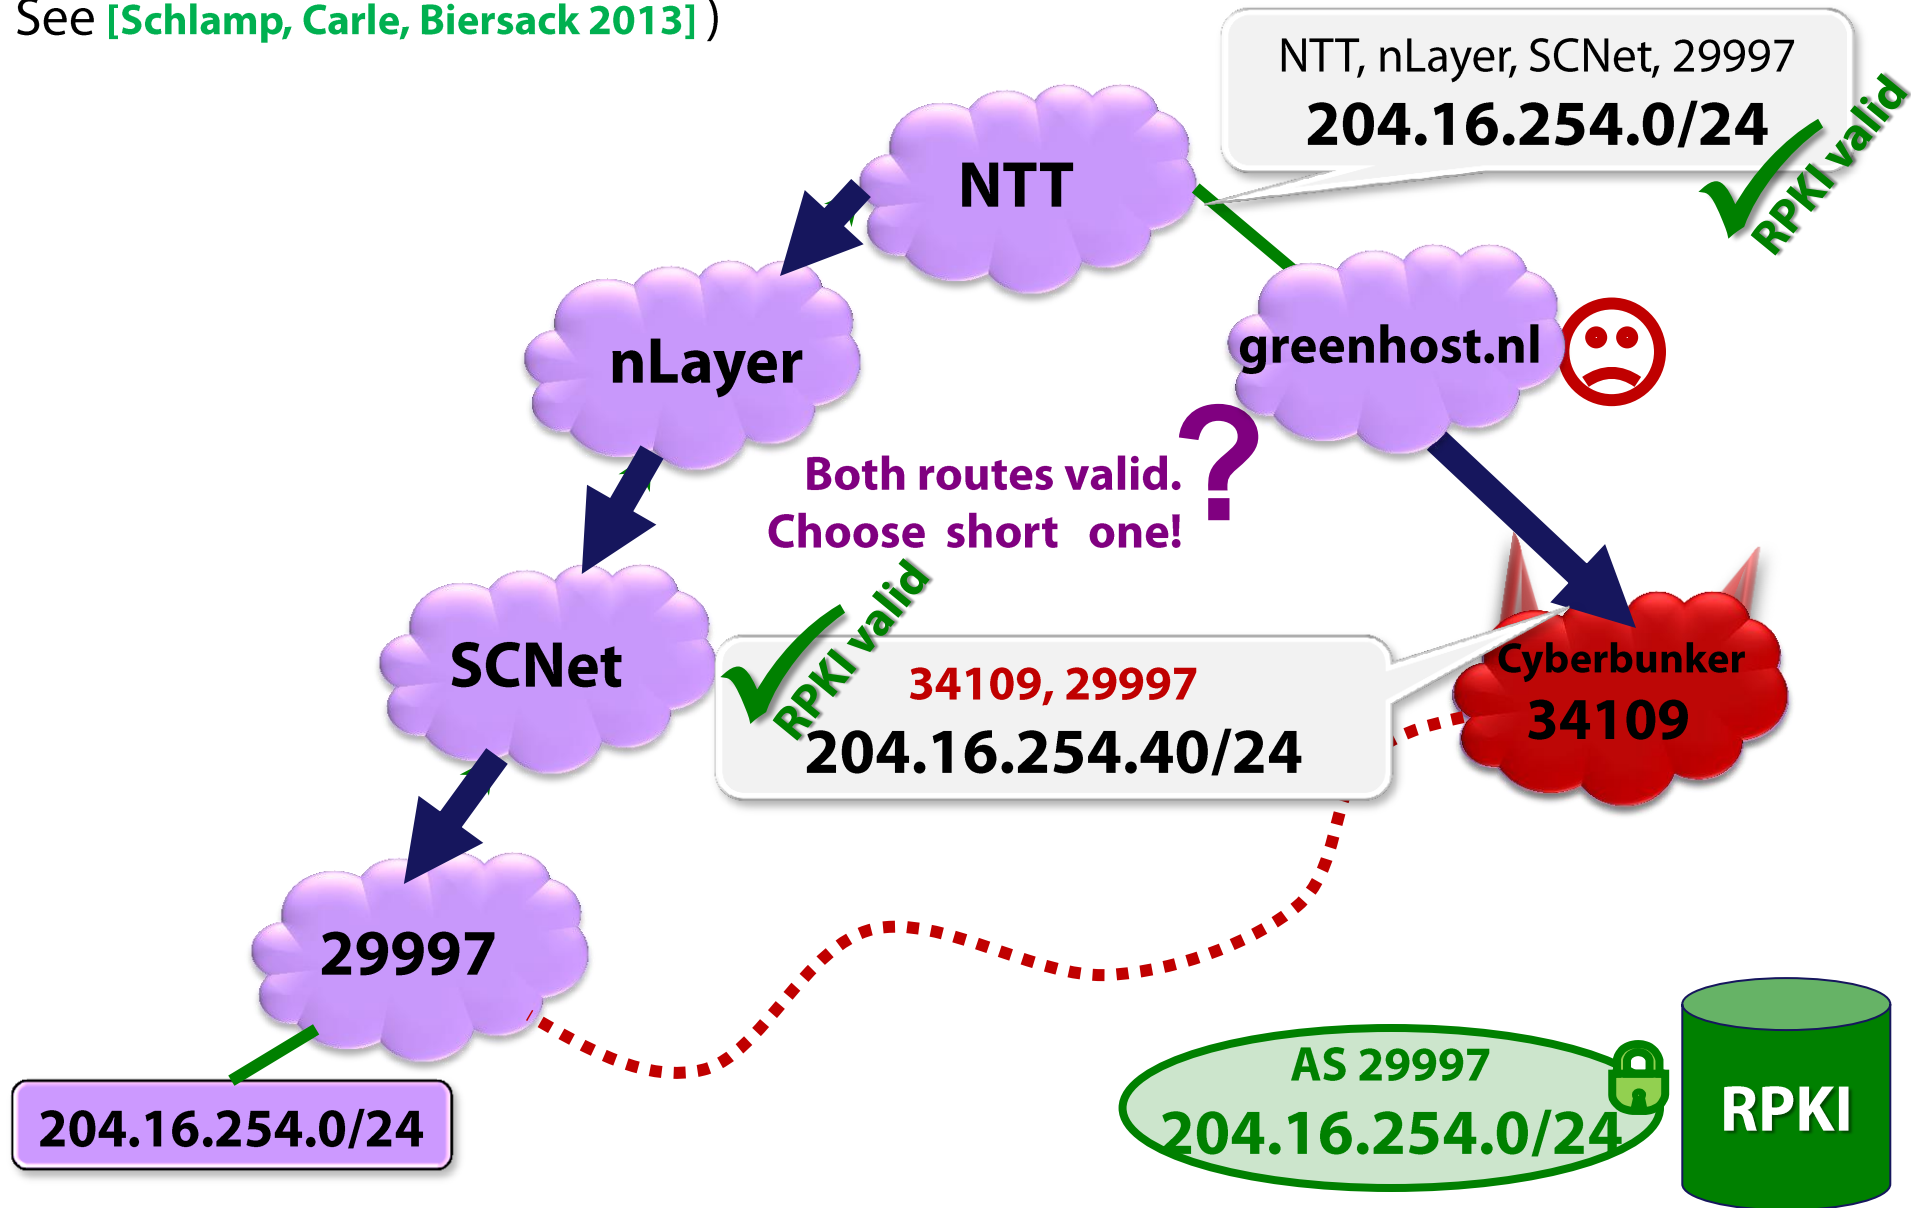 See [Schlamp, Carle, Biersack 2013] )
NTT, nLayer, SCNet, 29997
204.16.254.0/24
RPKI valid
NTT
nLayer
greenhost.nl
Both routes valid.
Choose short one!
?
SCNet
RPKI valid
34109, 29997
204.16.254.40/24
Cyberbunker
34109
29997
204.16.254.0/24
AS 29997
204.16.254.0/24
RPKI